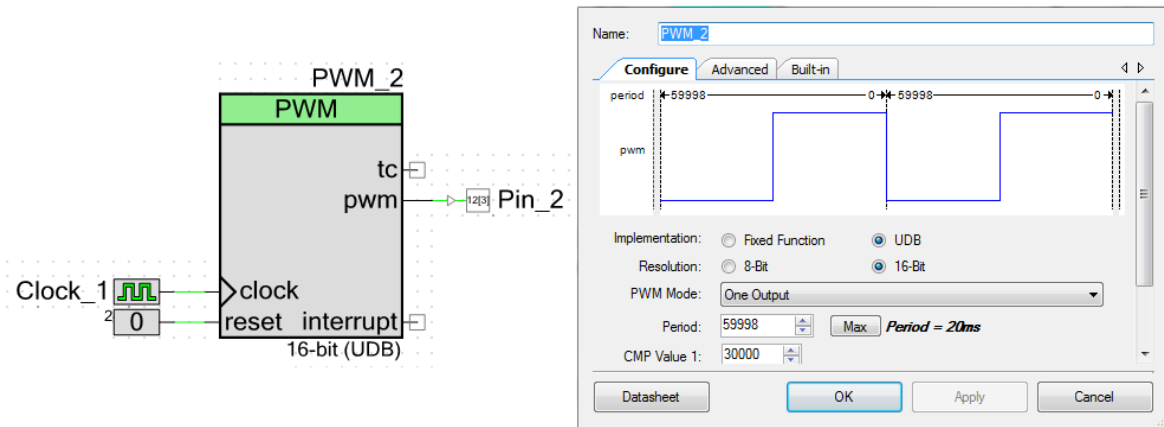 PWM_2
PWM
tc
pwm
12[3] Pin_2
Clock_1
clock
2
0
reset
interrupt
16-bit (UDB)
Name: PWM_2
Configure Advanced Built-in
period 59998 0 59998 0
pwm
Implementation: Fixed Function UDB
Resolution: 8-Bit 16-Bit
PWM Mode: One Output
Period: 59998 Max Period = 20ms
CMP Value 1: 30000
Datasheet OK Apply Cancel